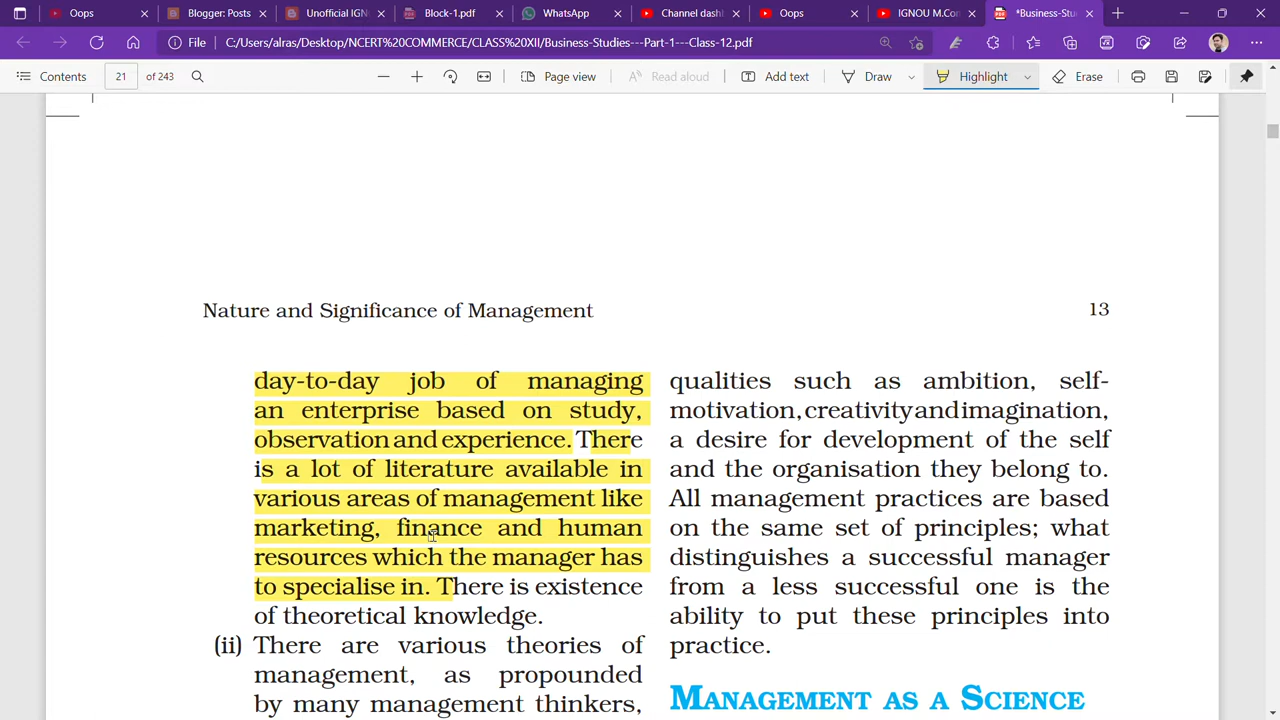 Oops
Blogger: Posts
Unofficial IGN
Block-1.pdf
WhatsApp
Channel dash
Oops
IGNOU M.Con
*Business-Stu
File
C:/Users/alras/Desktop/NCERT%20COMMERCE/CLASS%20XII/Business-Studies---Part-1---Class-12.pdf
Contents
21
of 243
Page view
Read aloud
Add text
Draw
Highlight
Erase
Nature and Significance of Management
13
day-to-day job of managing
an enterprise based on study,
observation and experience. There
is a lot of literature available in
various areas of management like
marketing, finance and human
resources which the manager has
to specialise in. There is existence
of theoretical knowledge.
(ii) There are various theories of
management, as propounded
by many management thinkers,
qualities such as ambition, self-
motivation, creativity and imagination,
a desire for development of the self
and the organisation they belong to.
All management practices are based
on the same set of principles; what
distinguishes a successful manager
from a less successful one is the
ability to put these principles into
practice.
MANAGEMENT AS A SCIENCE